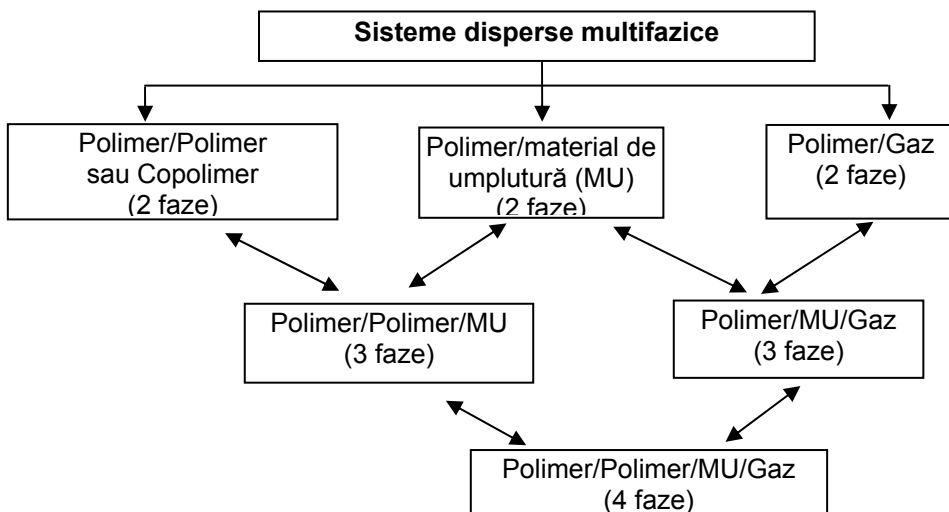 Sisteme disperse multifazice
Polimer/Polimer
sau Copolimer
(2 faze)
Polimer/material de
umplutură (MU)
(2 faze)
Polimer/Gaz
(2 faze)
Polimer/Polimer/MU
(3 faze)
Polimer/MU/Gaz
(3 faze)
Polimer/Polimer/MU/Gaz
(4 faze)